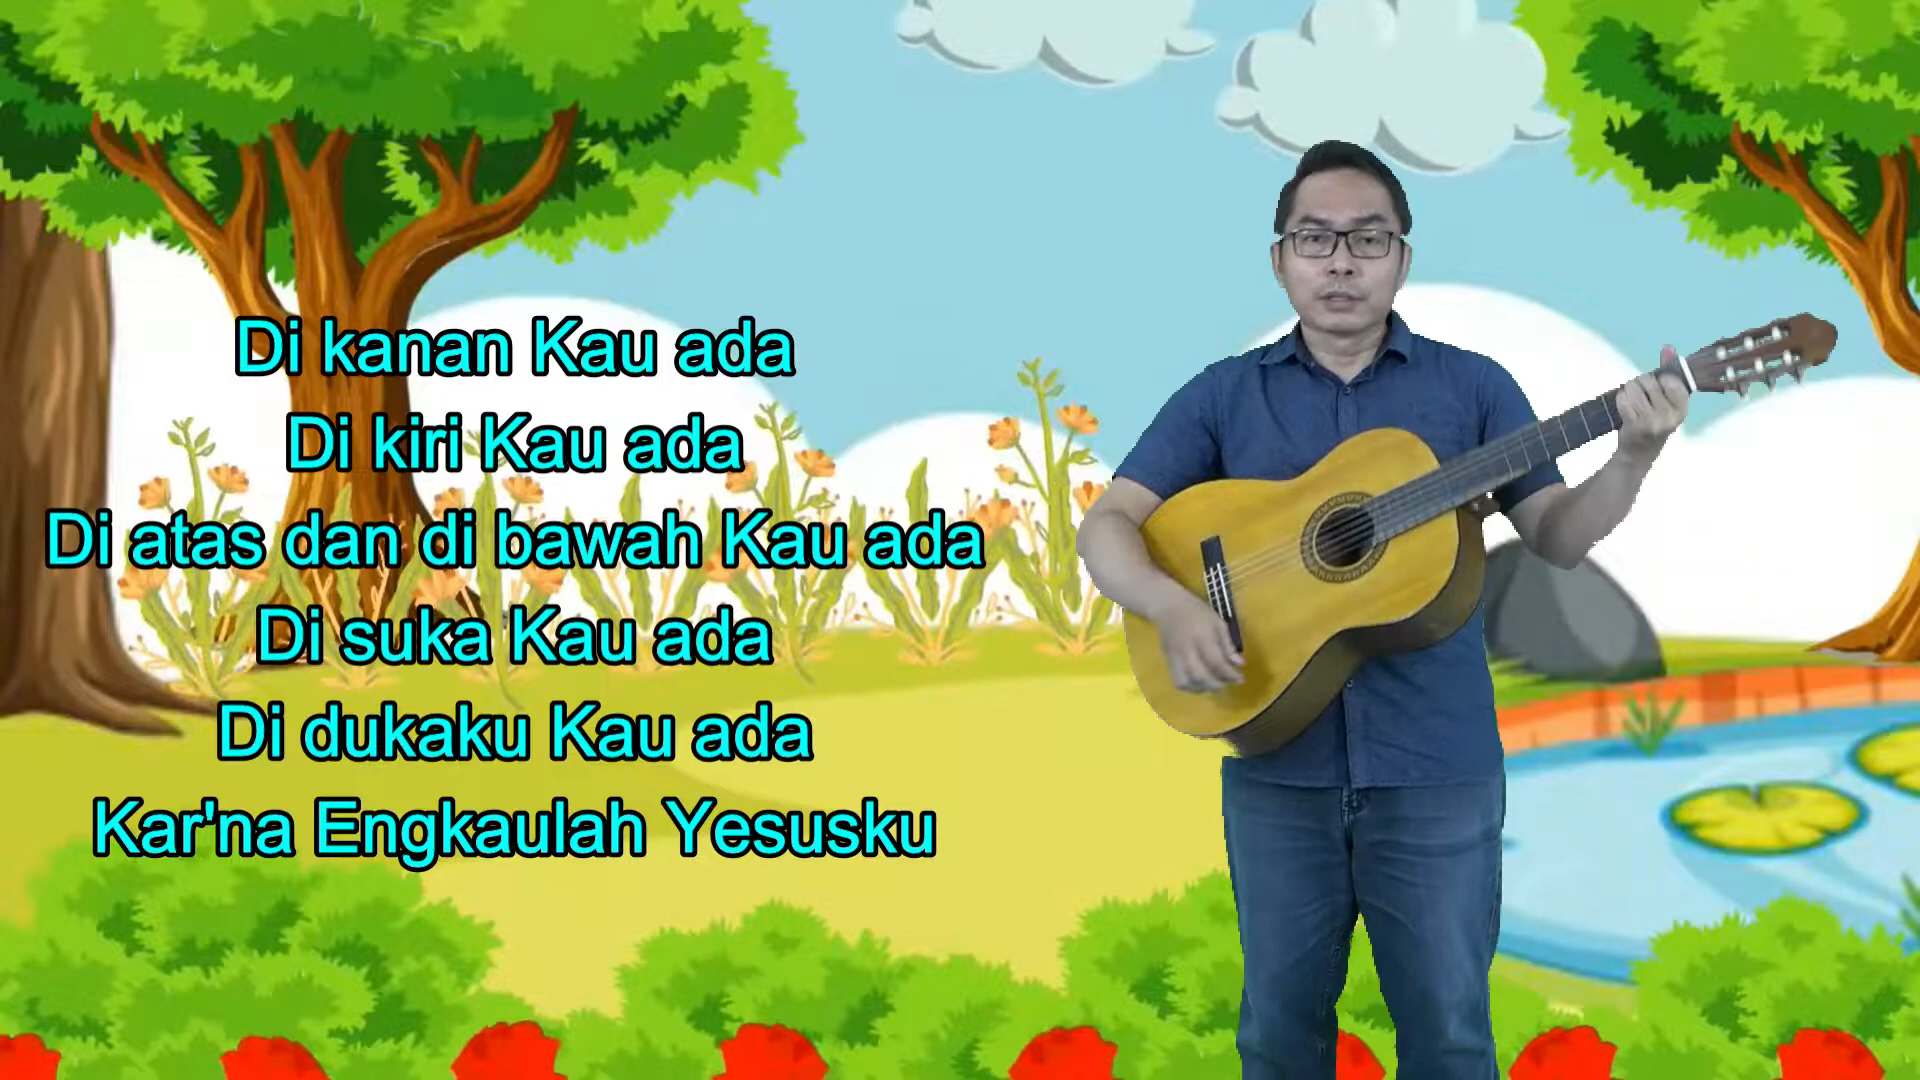 Di kanan Kau ada
Di kiri Kau ada
Di atas dan di bawah Kau ada
Di suka Kau ada
Di dukaku Kau ada
Kar'na Engkaulah Yesusku